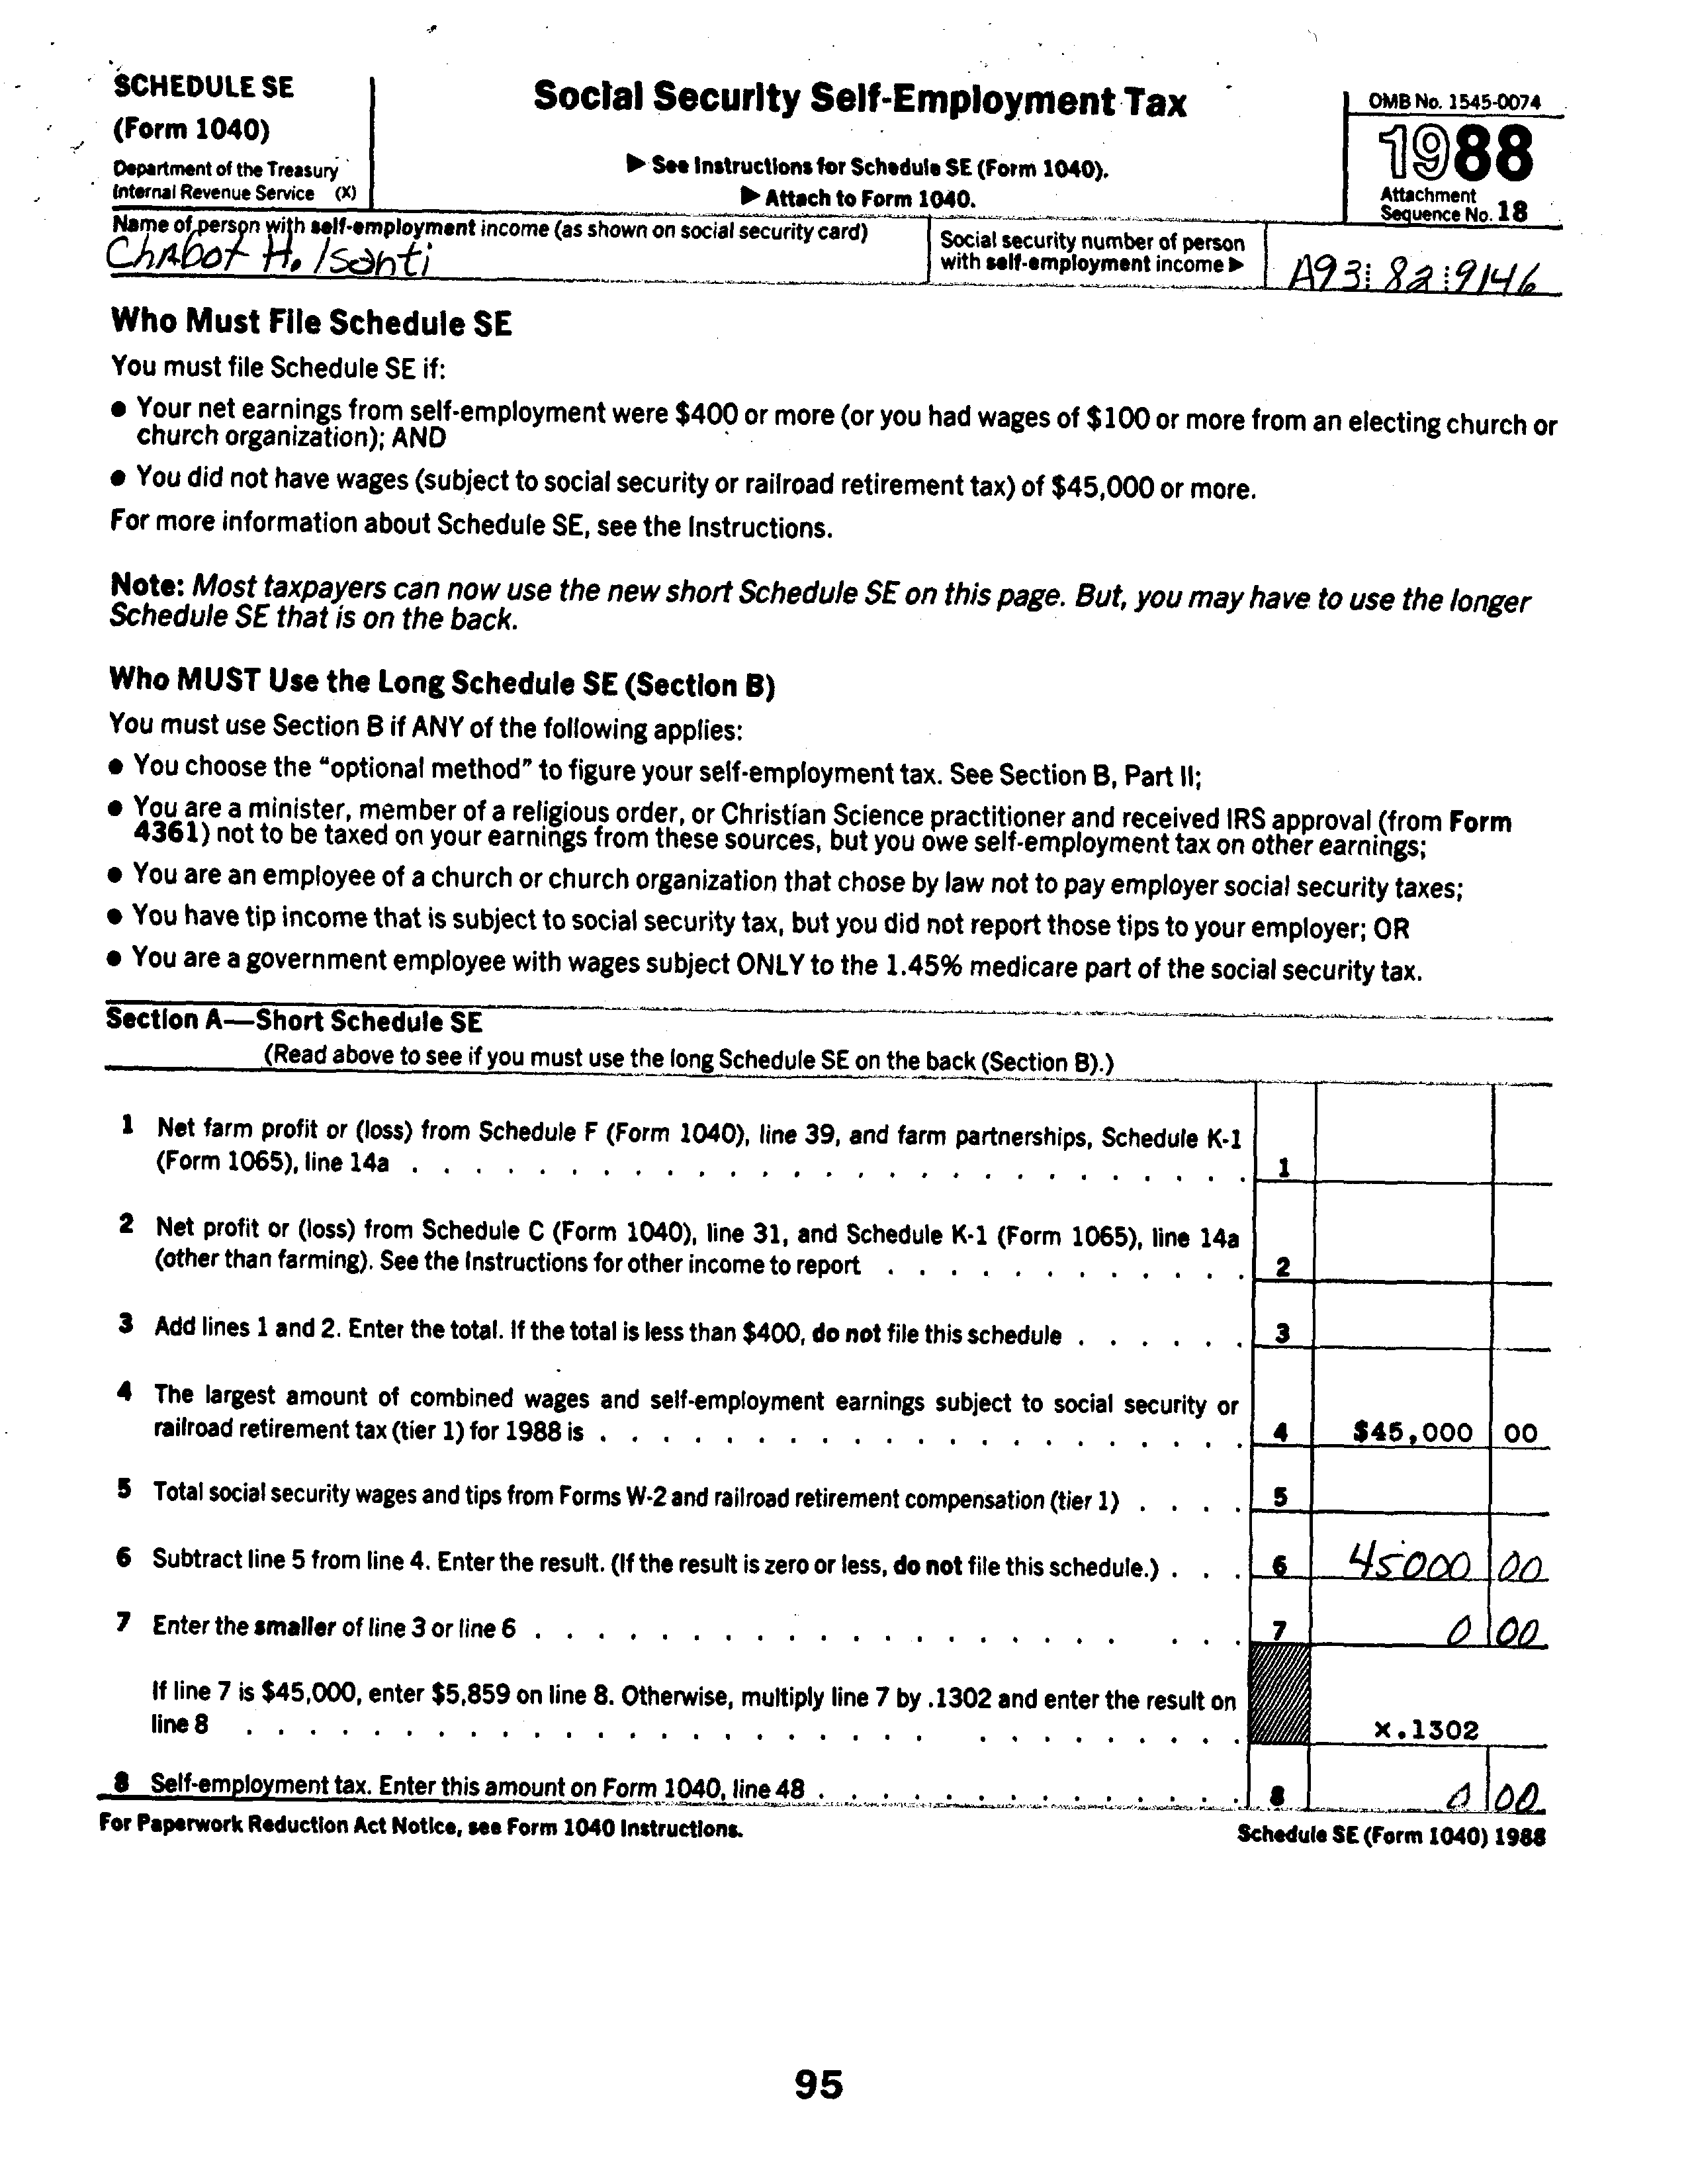 SCHEDULE SE
(Form 1040)
Department of the Treasury
Internal Revenue Service (X)
Social Security Self-Employment Tax
▶ See Instructions for Schedule SE (Form 1040).
▶ Attach to Form 1040.
OMB No. 1545-0074
1988
Attachment
Sequence No. 18
Name of person with self-employment income (as shown on social security card)
Chabot H. Isanti
Social security number of person
with self-employment income ▶
A93 82 9146
Who Must File Schedule SE
You must file Schedule SE if:
● Your net earnings from self-employment were $400 or more (or you had wages of $100 or more from an electing church or
church organization); AND
● You did not have wages (subject to social security or railroad retirement tax) of $45,000 or more.
For more information about Schedule SE, see the Instructions.
Note: Most taxpayers can now use the new short Schedule SE on this page. But, you may have to use the longer
Schedule SE that is on the back.
Who MUST Use the Long Schedule SE (Section B)
You must use Section B if ANY of the following applies:
● You choose the "optional method" to figure your self-employment tax. See Section B, Part II;
● You are a minister, member of a religious order, or Christian Science practitioner and received IRS approval (from Form
4361) not to be taxed on your earnings from these sources, but you owe self-employment tax on other earnings;
● You are an employee of a church or church organization that chose by law not to pay employer social security taxes;
● You have tip income that is subject to social security tax, but you did not report those tips to your employer; OR
● You are a government employee with wages subject ONLY to the 1.45% medicare part of the social security tax.
Section A—Short Schedule SE
(Read above to see if you must use the long Schedule SE on the back (Section B).)
1 Net farm profit or (loss) from Schedule F (Form 1040), line 39, and farm partnerships, Schedule K-1
(Form 1065), line 14a . . . . . . . . . . . . . . . . . . . . . . . . . . . 1
2 Net profit or (loss) from Schedule C (Form 1040), line 31, and Schedule K-1 (Form 1065), line 14a
(other than farming). See the Instructions for other income to report . . . . . . . . . . . . 2
3 Add lines 1 and 2. Enter the total. If the total is less than $400, do not file this schedule . . . . . . 3
4 The largest amount of combined wages and self-employment earnings subject to social security or
railroad retirement tax (tier 1) for 1988 is . . . . . . . . . . . . . . . . . . . . . 4 $45,000 00
5 Total social security wages and tips from Forms W-2 and railroad retirement compensation (tier 1) . . . . 5
6 Subtract line 5 from line 4. Enter the result. (If the result is zero or less, do not file this schedule.) . . . 6 45000 00
7 Enter the smaller of line 3 or line 6 . . . . . . . . . . . . . . . . . . . . . . 7 0 00
If line 7 is $45,000, enter $5,859 on line 8. Otherwise, multiply line 7 by .1302 and enter the result on
line 8 . . . . . . . . . . . . . . . . . . . . . . . . . . . . . . x.1302
8 Self-employment tax. Enter this amount on Form 1040, line 48 . . . . . . . . . . . . . . 8 0 00
For Paperwork Reduction Act Notice, see Form 1040 Instructions.
Schedule SE (Form 1040) 1988
95